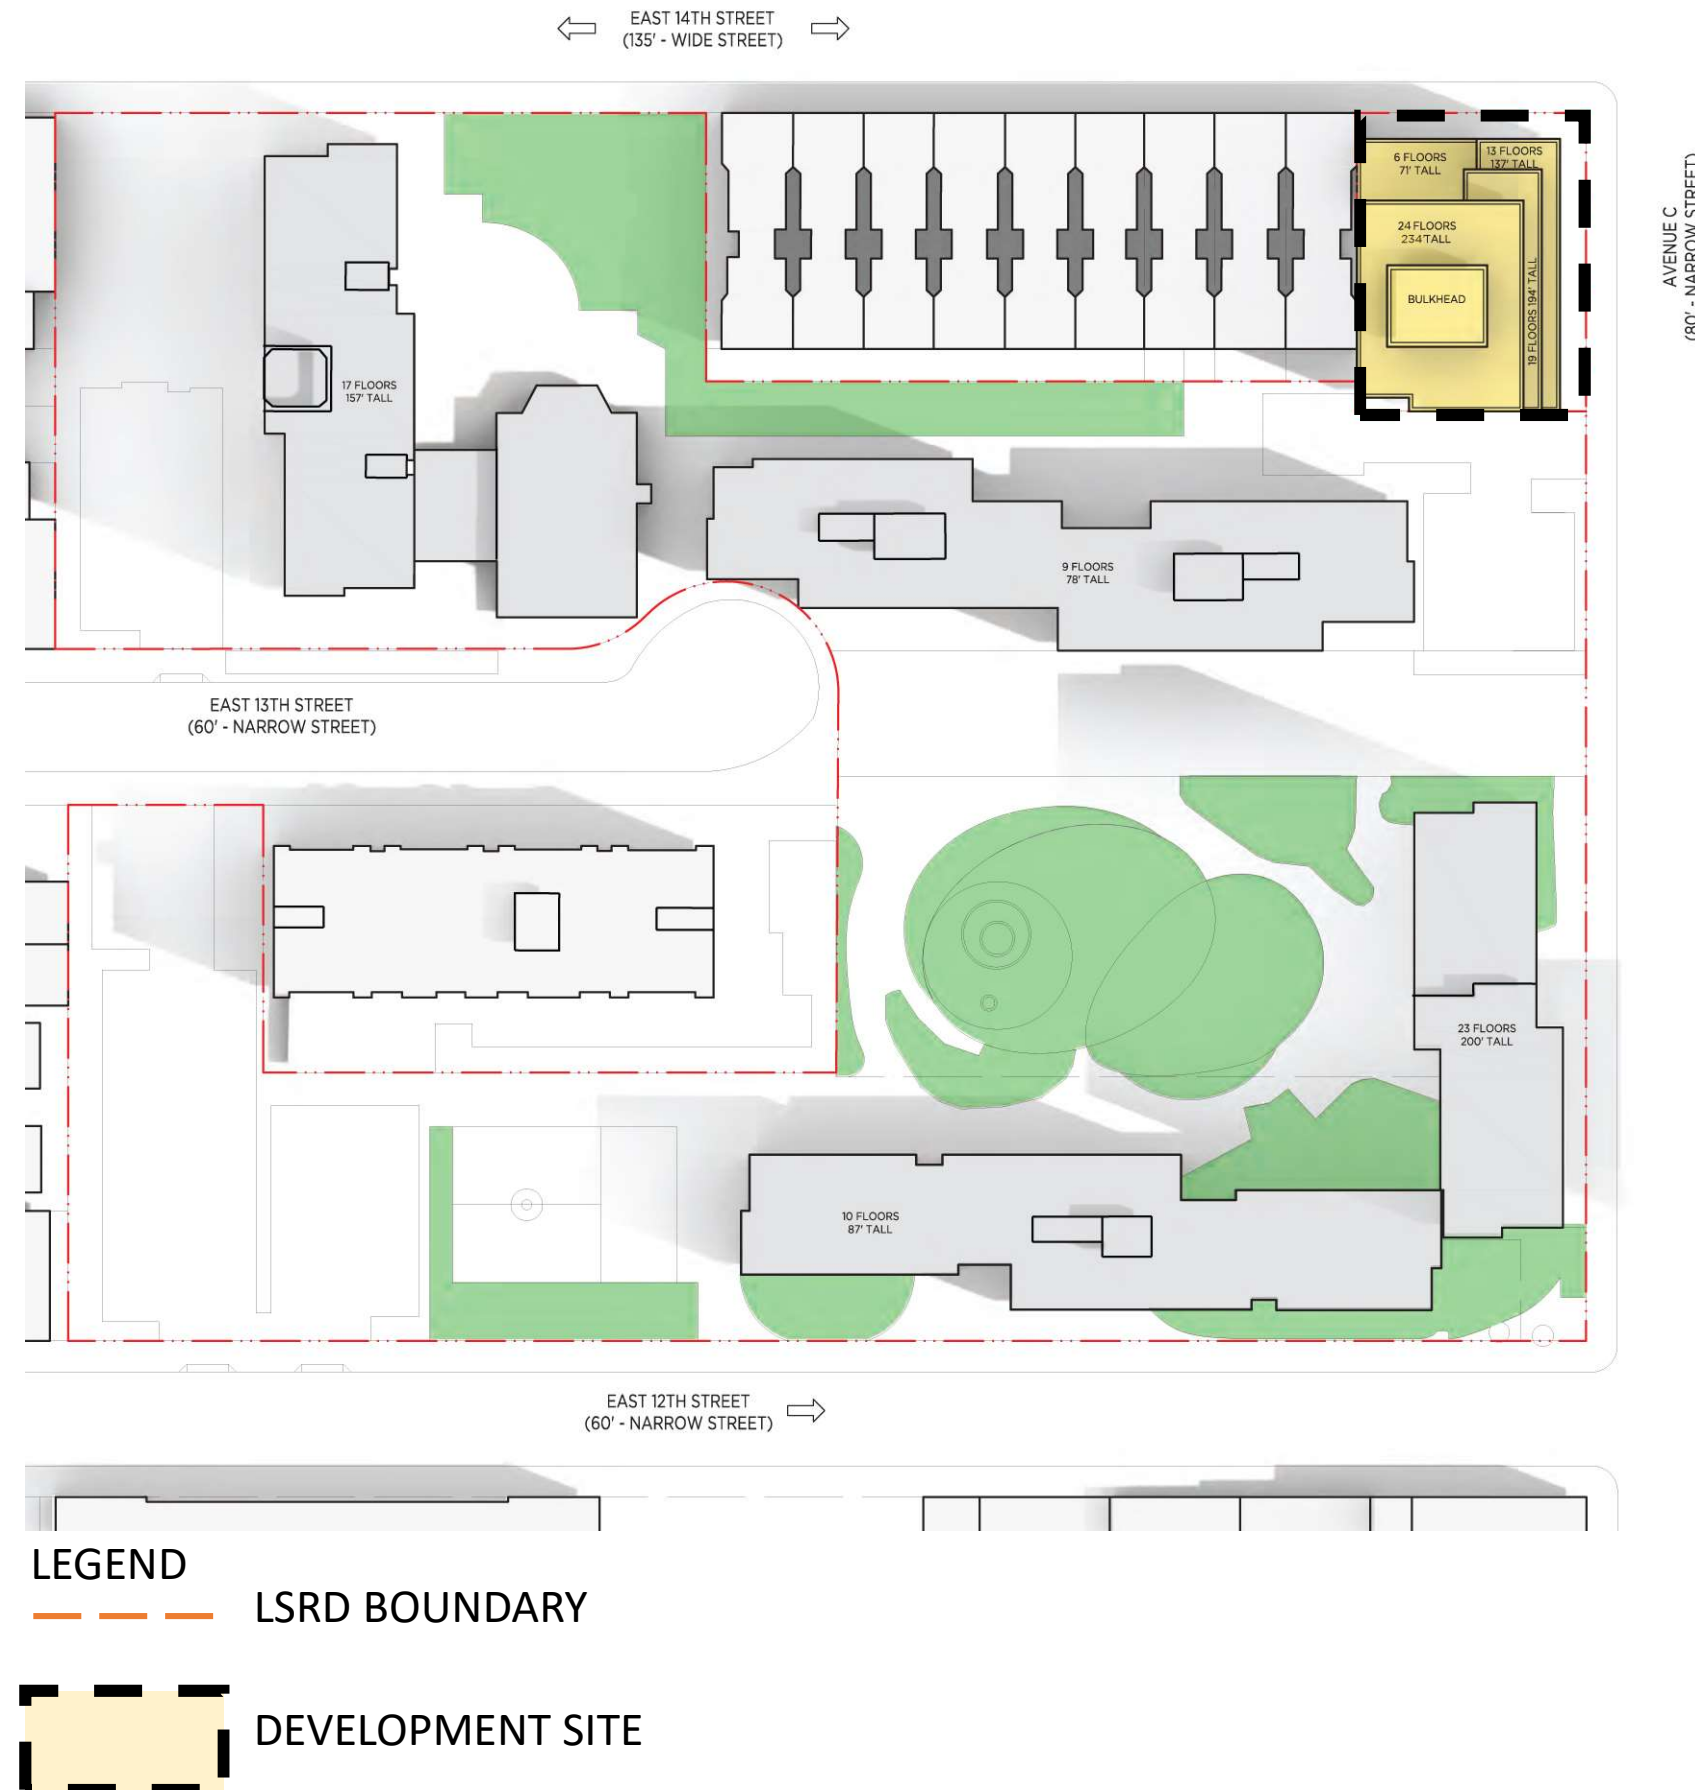 EAST 14TH STREET
(135' - WIDE STREET)
6 FLOORS
71' TALL
13 FLOORS
137' TALL
24 FLOORS
234' TALL
BULKHEAD
19 FLOORS 194' TALL
AVENUE C
(80' - NARROW STREET)
17 FLOORS
157' TALL
9 FLOORS
78' TALL
EAST 13TH STREET
(60' - NARROW STREET)
23 FLOORS
200' TALL
10 FLOORS
87' TALL
EAST 12TH STREET
(60' - NARROW STREET)
LEGEND
LSRD BOUNDARY
DEVELOPMENT SITE